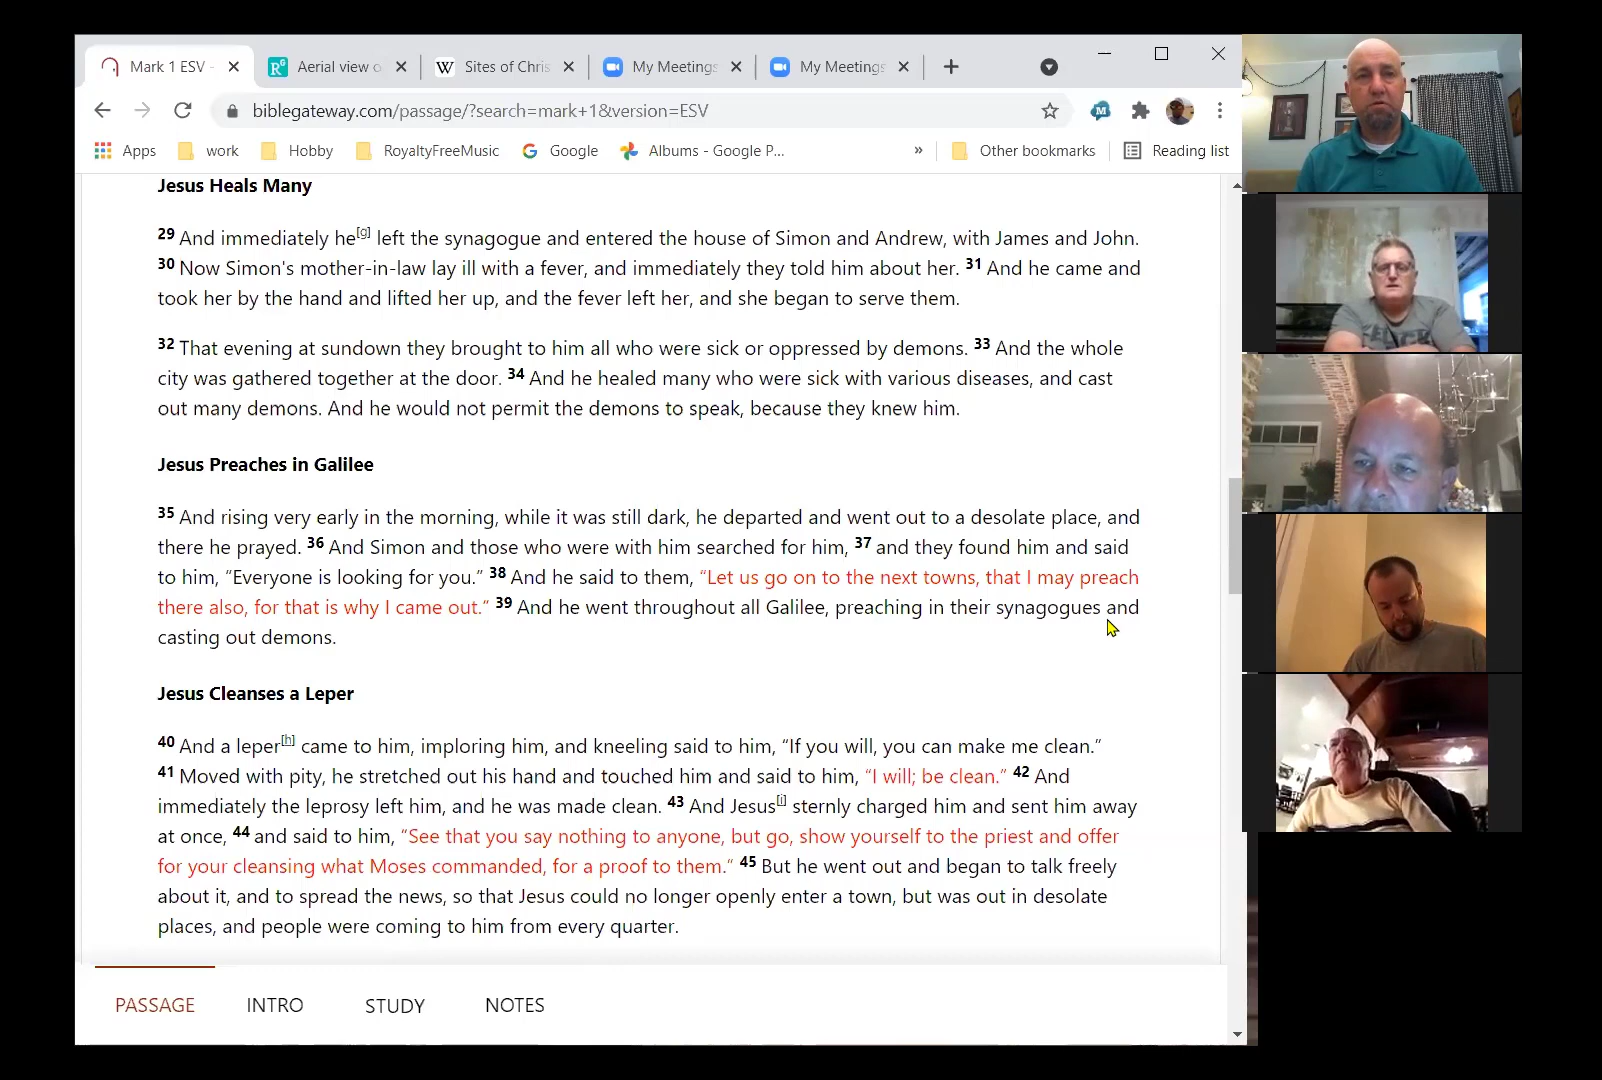 Mark 1 ESV -
Aerial view o
W Sites of Chris
My Meetings
My Meetings
biblegateway.com/passage/?search=mark+1&version=ESV
Apps work Hobby RoyaltyFreeMusic Google Albums - Google P... » Other bookmarks Reading list
Jesus Heals Many
29 And immediately he[g] left the synagogue and entered the house of Simon and Andrew, with James and John.
30 Now Simon's mother-in-law lay ill with a fever, and immediately they told him about her. 31 And he came and
took her by the hand and lifted her up, and the fever left her, and she began to serve them.
32 That evening at sundown they brought to him all who were sick or oppressed by demons. 33 And the whole
city was gathered together at the door. 34 And he healed many who were sick with various diseases, and cast
out many demons. And he would not permit the demons to speak, because they knew him.
Jesus Preaches in Galilee
35 And rising very early in the morning, while it was still dark, he departed and went out to a desolate place, and
there he prayed. 36 And Simon and those who were with him searched for him, 37 and they found him and said
to him, “Everyone is looking for you.” 38 And he said to them, “Let us go on to the next towns, that I may preach
there also, for that is why I came out.” 39 And he went throughout all Galilee, preaching in their synagogues and
casting out demons.
Jesus Cleanses a Leper
40 And a leper[h] came to him, imploring him, and kneeling said to him, “If you will, you can make me clean.”
41 Moved with pity, he stretched out his hand and touched him and said to him, “I will; be clean.” 42 And
immediately the leprosy left him, and he was made clean. 43 And Jesus[i] sternly charged him and sent him away
at once, 44 and said to him, “See that you say nothing to anyone, but go, show yourself to the priest and offer
for your cleansing what Moses commanded, for a proof to them.” 45 But he went out and began to talk freely
about it, and to spread the news, so that Jesus could no longer openly enter a town, but was out in desolate
places, and people were coming to him from every quarter.
PASSAGE INTRO STUDY NOTES